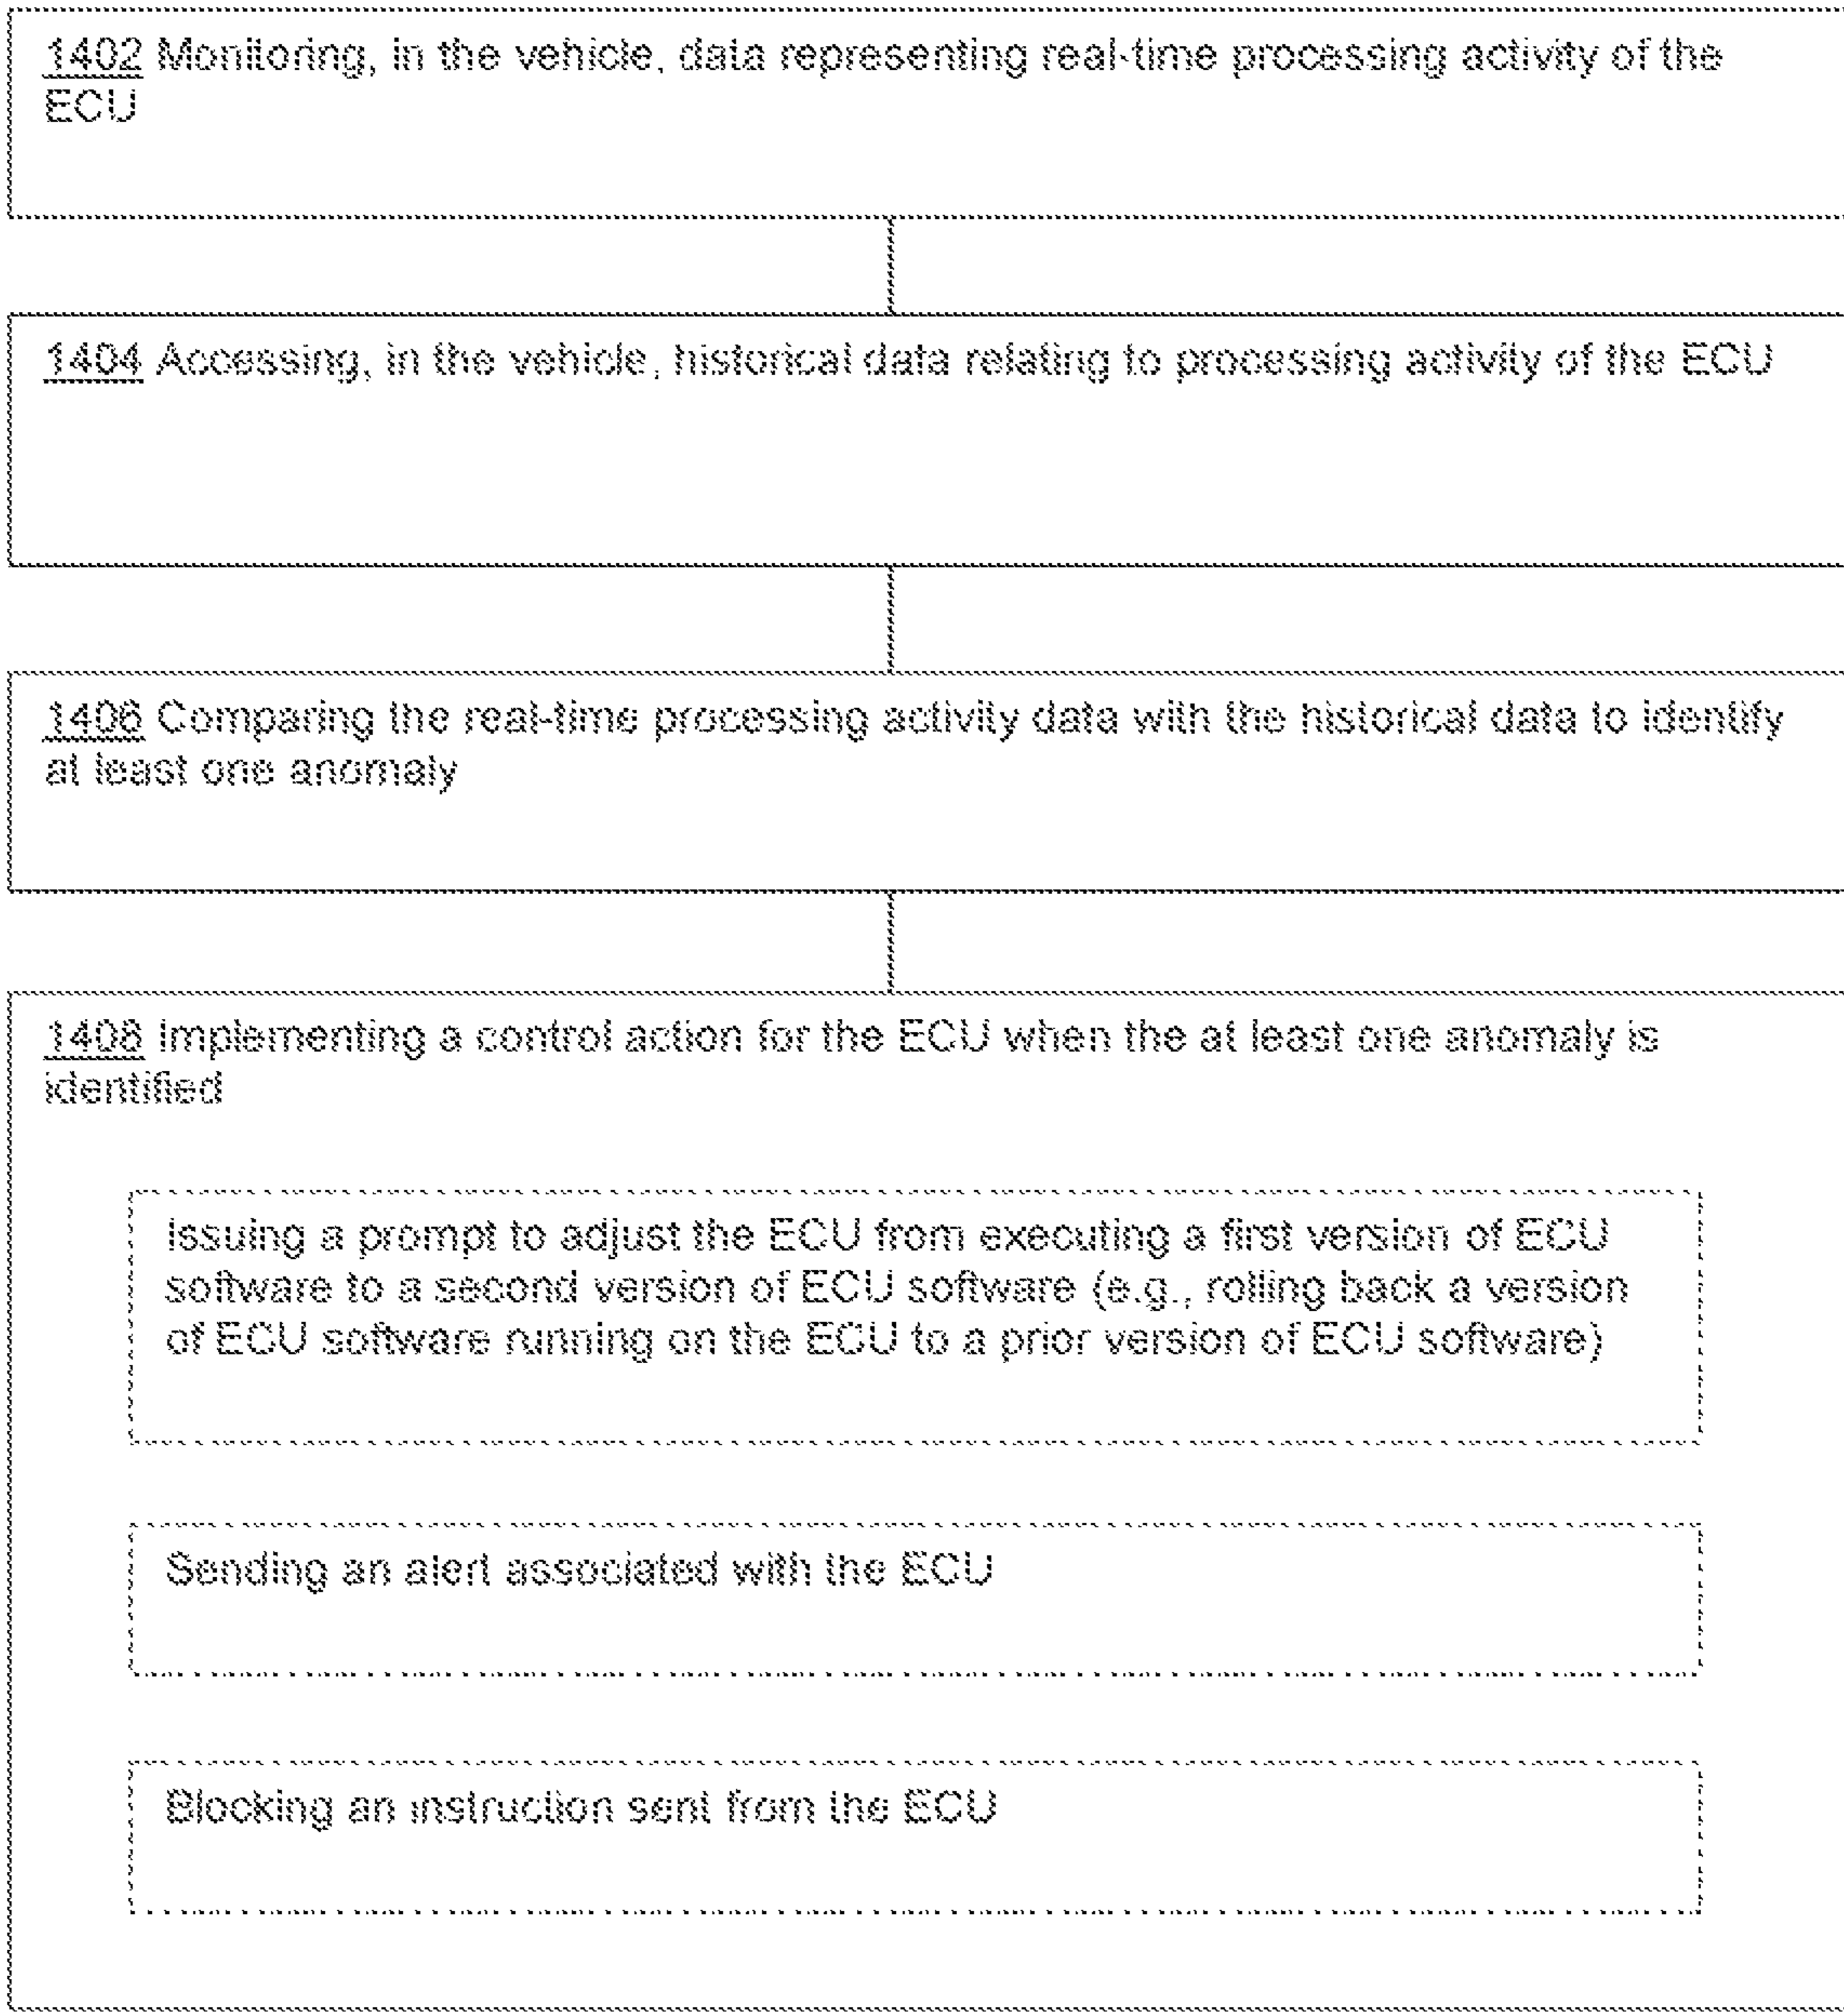 1402 Monitoring, in the vehicle, data representing real-time processing activity of the
ECU
1404 Accessing, in the vehicle, historical data relating to processing activity of the ECU
1406 Comparing the real-time processing activity data with the historical data to identify
at least one anomaly
1408 Implementing a control action for the ECU when the at least one anomaly is
identified
Issuing a prompt to adjust the ECU from executing a first version of ECU
software to a second version of ECU software (e.g., rolling back a version
of ECU software running on the ECU to a prior version of ECU software)
Sending an alert associated with the ECU
Blocking an instruction sent from the ECU